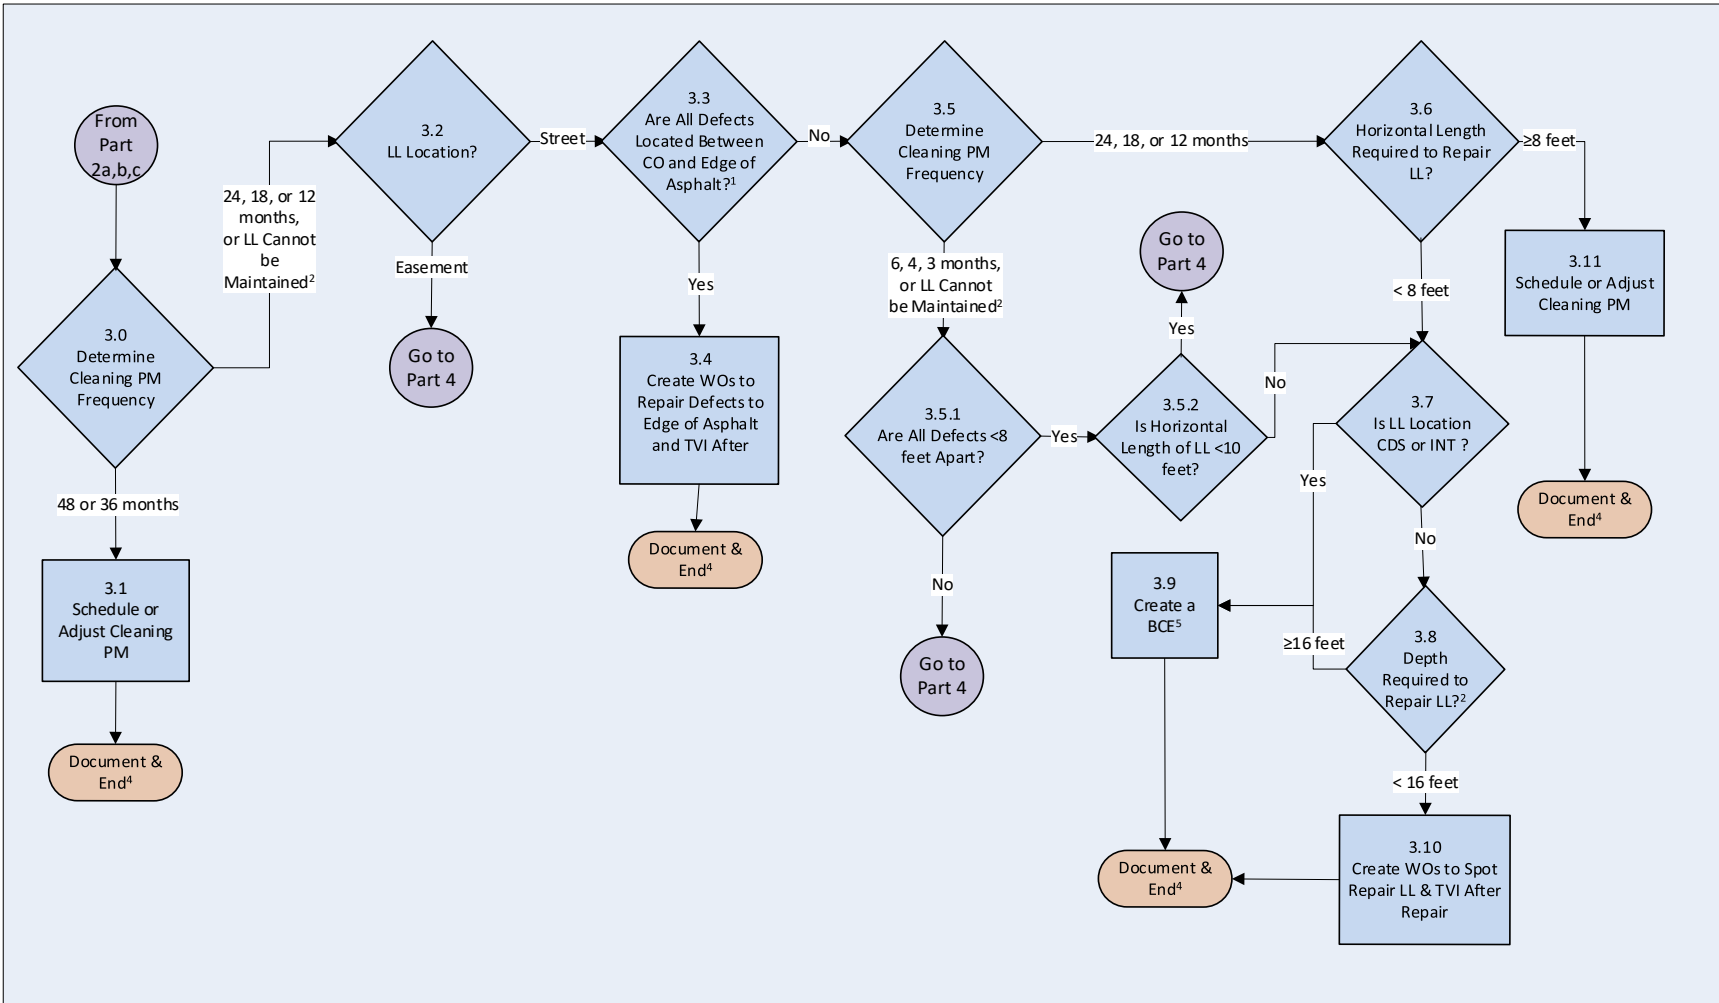 From
Part
2a,b,c
3.0
Determine
Cleaning PM
Frequency
48 or 36 months
3.1
Schedule or
Adjust Cleaning
PM
Document &
End⁴
24, 18, or 12
months,
or LL Cannot
be
Maintained²
3.2
LL Location?
Easement
Go to
Part 4
Street
3.3
Are All Defects
Located Between
CO and Edge of
Asphalt?¹
Yes
3.4
Create WOs to
Repair Defects to
Edge of Asphalt
and TVI After
Document &
End⁴
No
3.5
Determine
Cleaning PM
Frequency
6, 4, 3 months,
or LL Cannot
be Maintained²
3.5.1
Are All Defects <8
feet Apart?
No
Go to
Part 4
Yes
3.5.2
Is Horizontal
Length of LL <10
feet?
Yes
Go to
Part 4
No
24, 18, or 12 months
3.6
Horizontal Length
Required to Repair
LL?
≥8 feet
3.11
Schedule or Adjust
Cleaning PM
Document &
End⁴
< 8 feet
3.7
Is LL Location
CDS or INT ?
Yes
No
3.8
Depth
Required to
Repair LL?²
≥16 feet
3.9
Create a
BCE⁵
< 16 feet
3.10
Create WOs to Spot
Repair LL & TVI After
Repair
Document &
End⁴